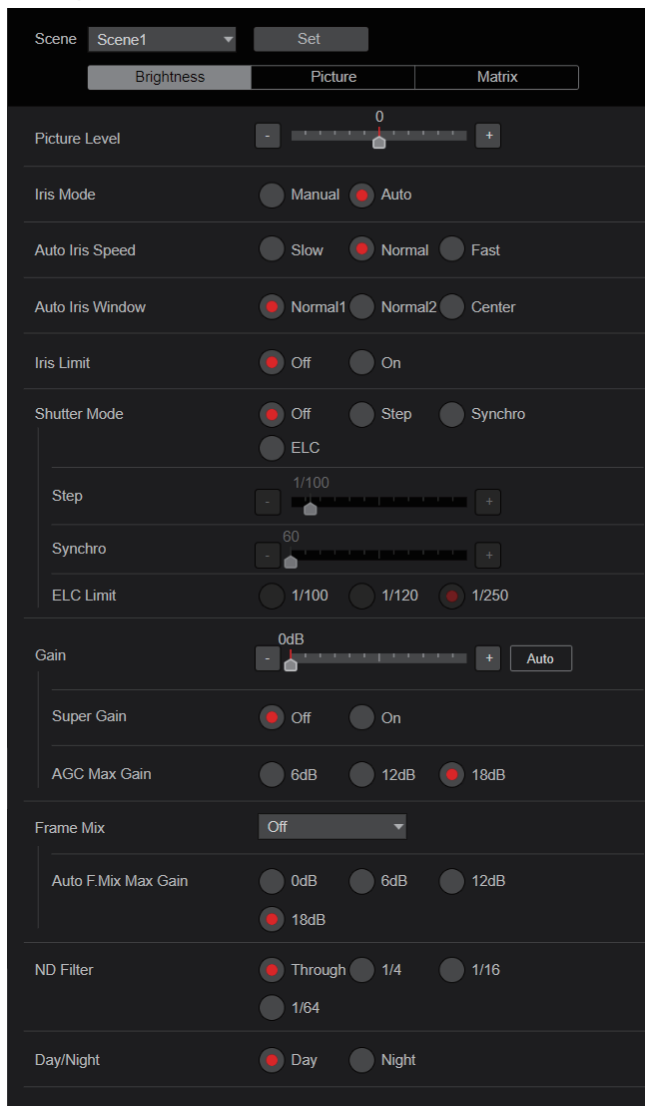 Scene Scene1 Set
Brightness Picture Matrix
0
Picture Level - +
Iris Mode Manual Auto
Auto Iris Speed Slow Normal Fast
Auto Iris Window Normal1 Normal2 Center
Iris Limit Off On
Shutter Mode Off Step Synchro
ELC
1/100
Step - +
60
Synchro - +
ELC Limit 1/100 1/120 1/250
0dB
Gain - + Auto
Super Gain Off On
AGC Max Gain 6dB 12dB 18dB
Frame Mix Off
Auto F.Mix Max Gain 0dB 6dB 12dB
18dB
ND Filter Through 1/4 1/16
1/64
Day/Night Day Night